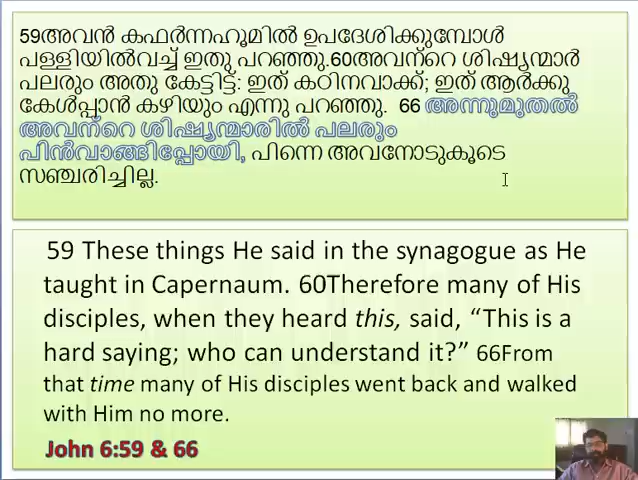 59അവൻ കഫർന്നഹൂമിൽ ഉപദേശിക്കുമ്പോൾ
പള്ളിയിൽവച്ച് ഇതു പറഞ്ഞു.60അവന്റെ ശിഷ്യന്മാർ
പലരും അതു കേട്ടിട്ട്: ഇത് കഠിനവാക്ക്; ഇത് ആർക്കു
കേൾപ്പാൻ കഴിയും എന്നു പറഞ്ഞു. 66 അന്നുമുതൽ
അവന്റെ ശിഷ്യന്മാരിൽ പലരും
പിൻവാങ്ങിപ്പോയി, പിന്നെ അവനോടുകൂടെ
സഞ്ചരിച്ചില്ല.
59 These things He said in the synagogue as He
taught in Capernaum. 60Therefore many of His
disciples, when they heard this, said, “This is a
hard saying; who can understand it?” 66From
that time many of His disciples went back and walked
with Him no more.
John 6:59 & 66